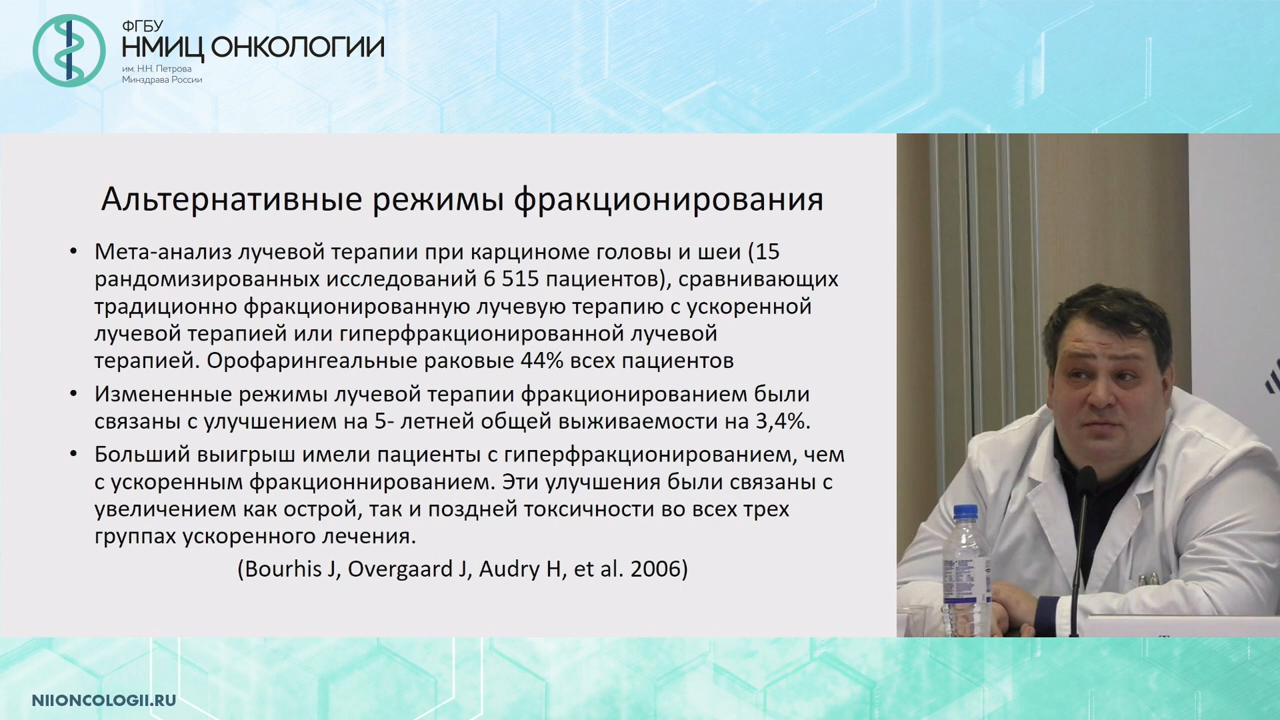 ФГБУ
НМИЦ ОНКОЛОГИИ
им. Н.Н. Петрова
Минздрава России
Альтернативные режимы фракционирования
• Мета-анализ лучевой терапии при карциноме головы и шеи (15
рандомизированных исследований 6 515 пациентов), сравнивающих
традиционно фракционированную лучевую терапию с ускоренной
лучевой терапией или гиперфракционированной лучевой
терапией. Орофарингеальные раковые 44% всех пациентов
• Измененные режимы лучевой терапии фракционированием были
связаны с улучшением на 5- летней общей выживаемости на 3,4%.
• Больший выигрыш имели пациенты с гиперфракционированием, чем
с ускоренным фракционнированием. Эти улучшения были связаны с
увеличением как острой, так и поздней токсичности во всех трех
группах ускоренного лечения.
(Bourhis J, Overgaard J, Audry H, et al. 2006)
NIIONCOLOGII.RU